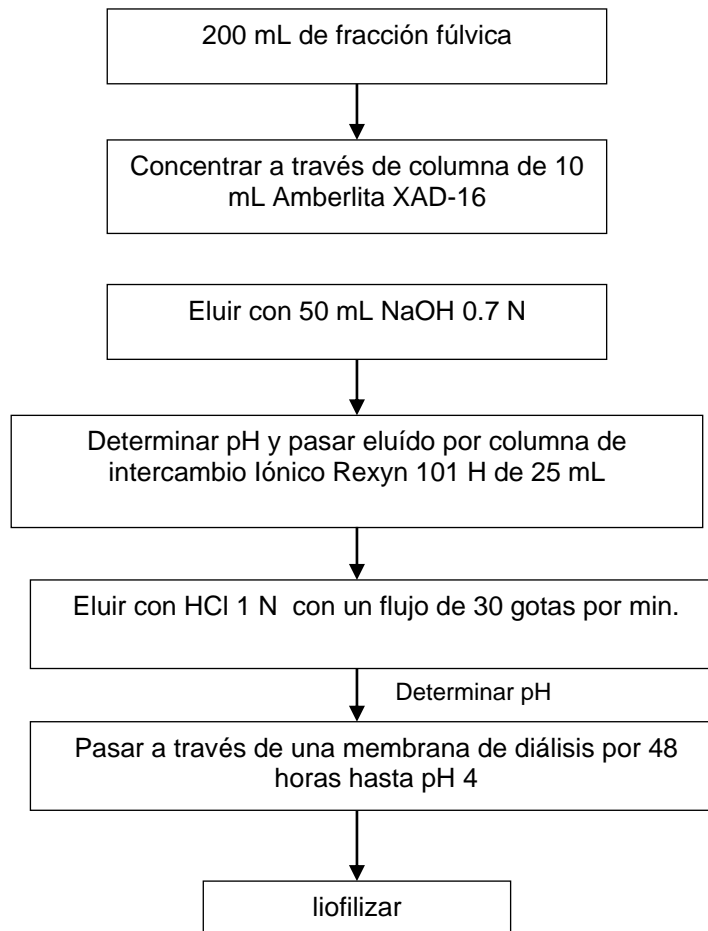 200 mL de fracción fúlvica
Concentrar a través de columna de 10
mL Amberlita XAD-16
Eluir con 50 mL NaOH 0.7 N
Determinar pH y pasar eluído por columna de
intercambio Iónico Rexyn 101 H de 25 mL
Eluir con HCl 1 N con un flujo de 30 gotas por min.
Determinar pH
Pasar a través de una membrana de diálisis por 48
horas hasta pH 4
liofilizar